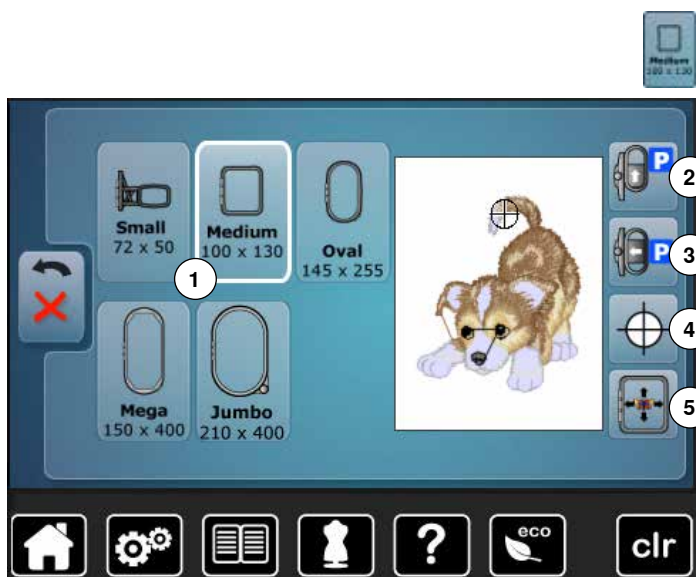 Medium
100 x 130
Small
72 x 50
Medium
100 x 130
Oval
145 x 255
1
Mega
150 x 400
Jumbo
210 x 400
P
2
P
3
4
5
?
eco
clr